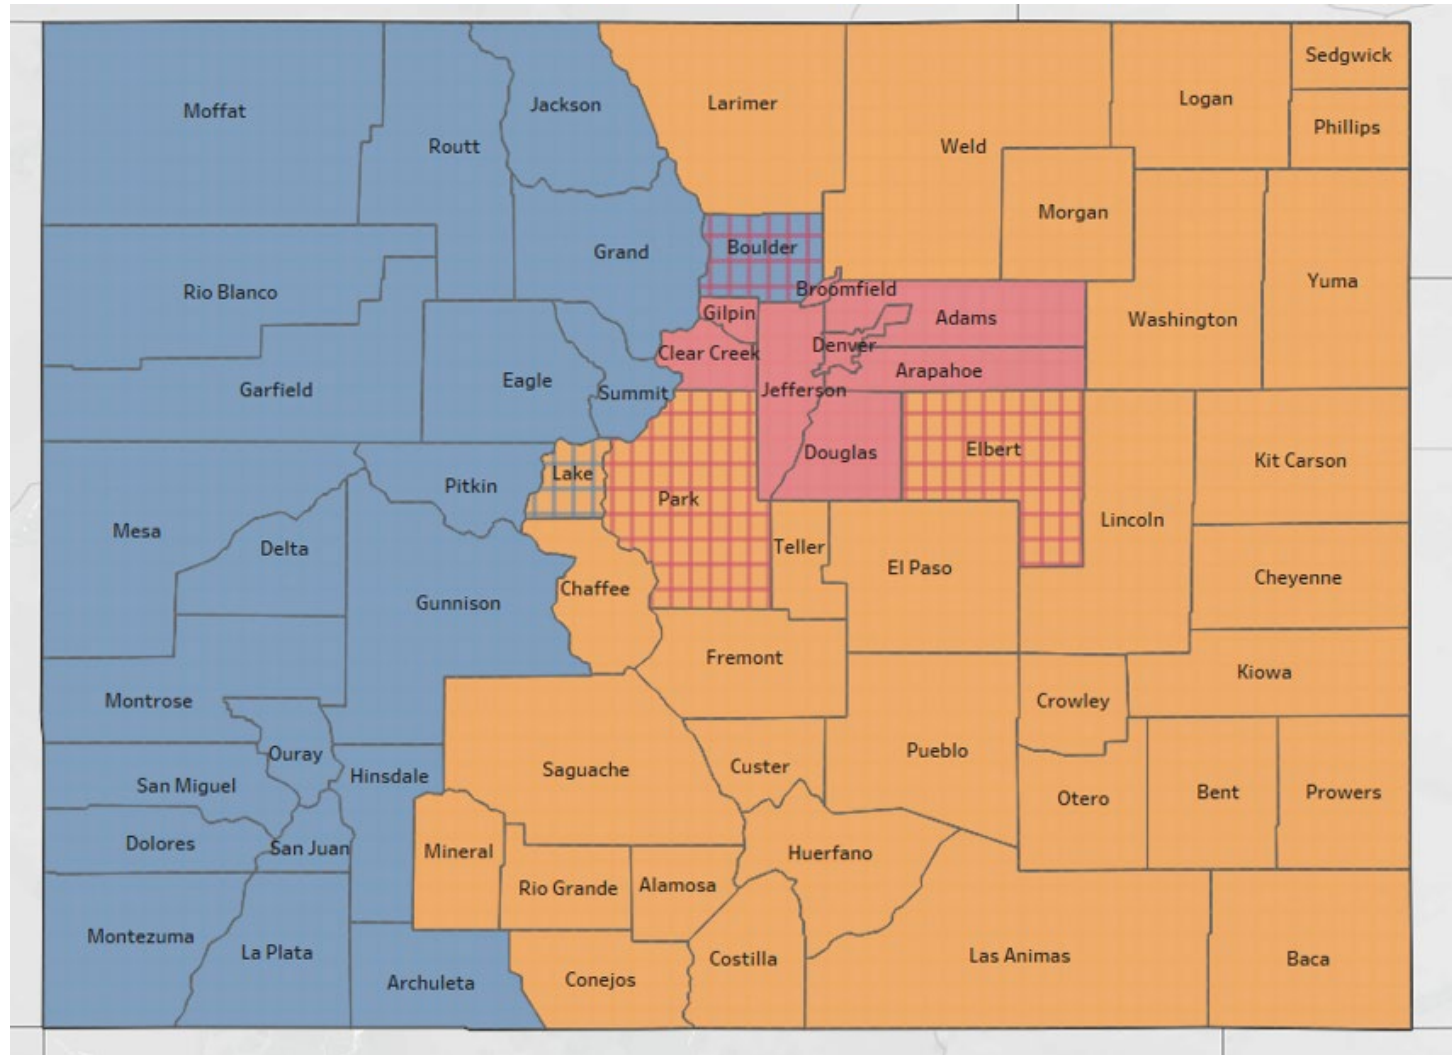 Sedgwick
Moffat
Jackson
Larimer
Logan
Phillips
Routt
Weld
Morgan
Grand
Boulder
Rio Blanco
Broomfield
Yuma
Gilpin
Adams
Washington
Clear Creek
Denver
Arapahoe
Garfield
Eagle
Summit
Jefferson
Douglas
Elbert
Kit Carson
Lake
Pitkin
Park
Lincoln
Mesa
Delta
Teller
El Paso
Cheyenne
Chaffee
Gunnison
Fremont
Kiowa
Montrose
Crowley
Ouray
Pueblo
San Miguel
Hinsdale
Saguache
Custer
Otero
Bent
Prowers
Dolores
San Juan
Mineral
Huerfano
Rio Grande
Alamosa
Montezuma
La Plata
Costilla
Las Animas
Baca
Archuleta
Conejos